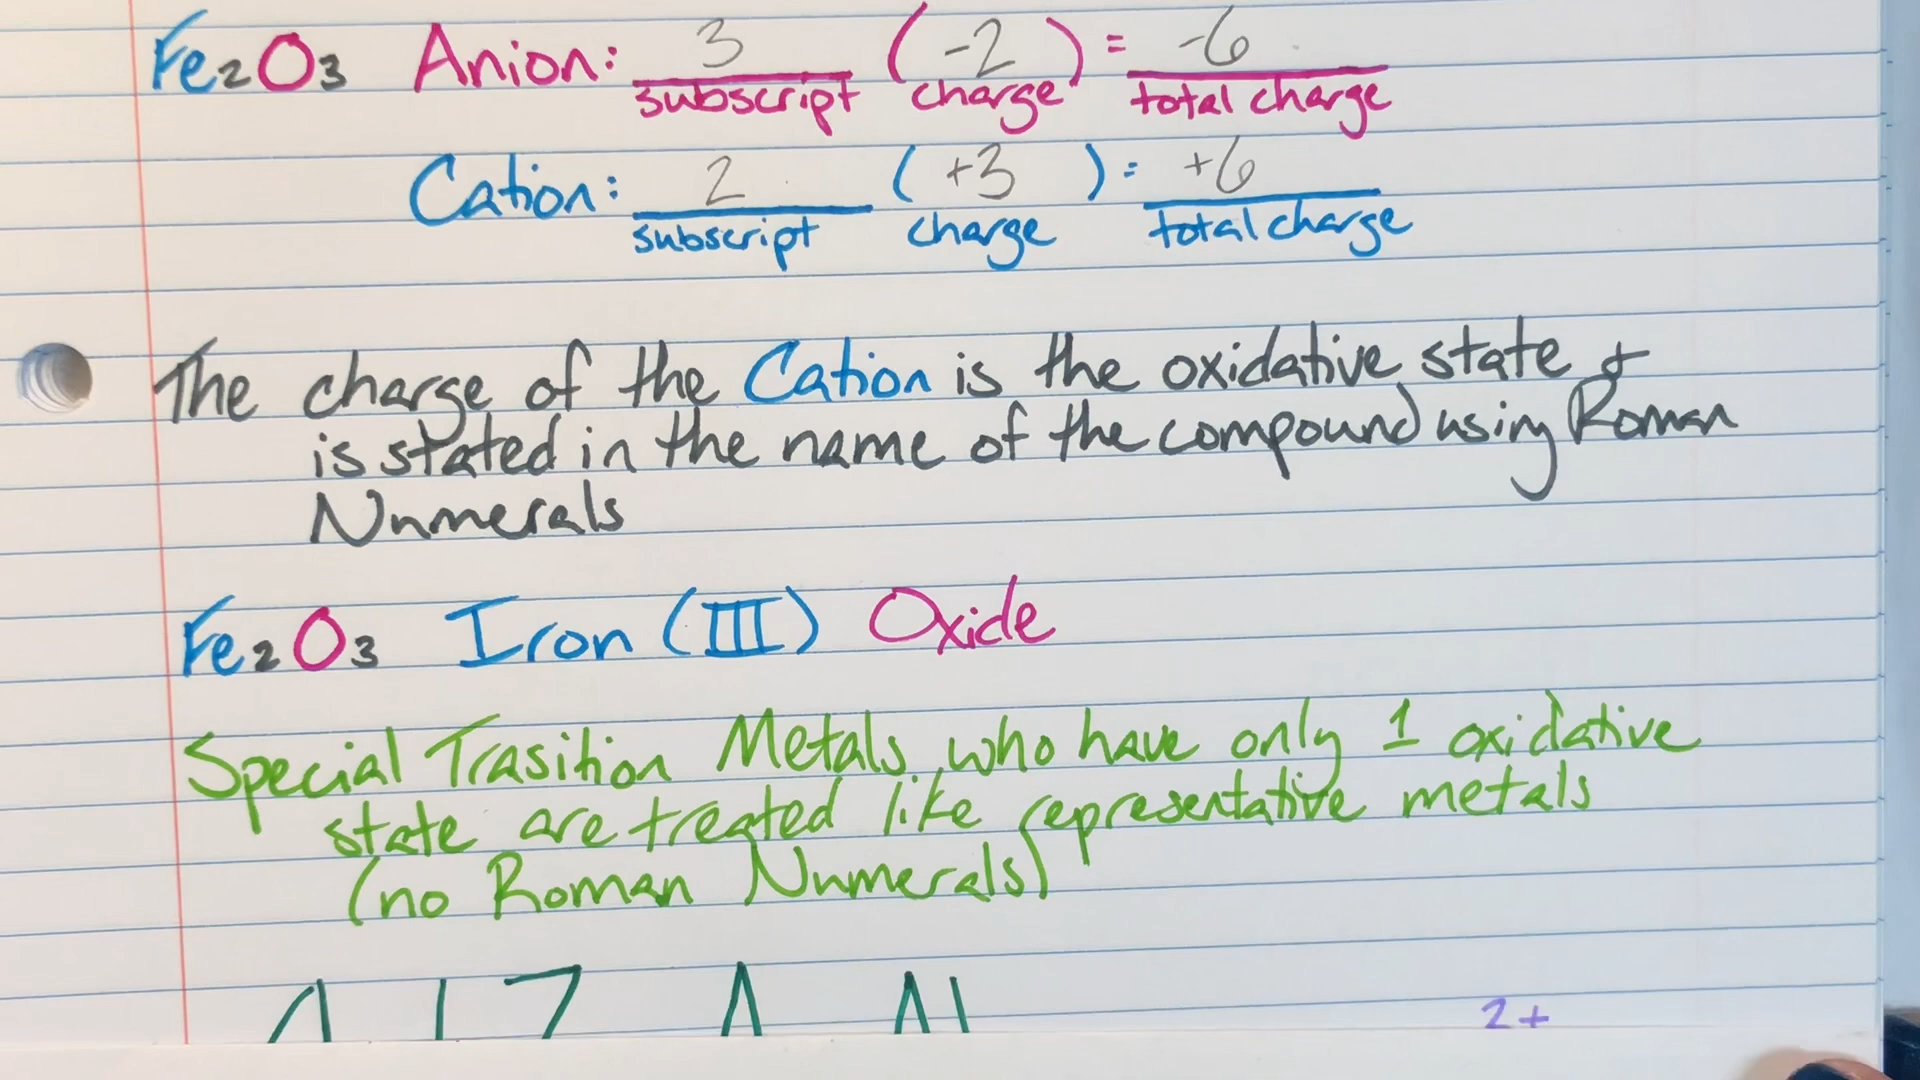 Fe₂O₃ Anion: 3 (-2) = -6
subscript charge total charge
Cation: 2 (+3) = +6
subscript charge total charge
The charge of the Cation is the oxidative state &
is stated in the name of the compound using Roman
Numerals
Fe₂O₃ Iron (III) Oxide
Special Trasition Metals who have only 1 oxidative
state are treated like representative metals
(no Roman Numerals)
2+